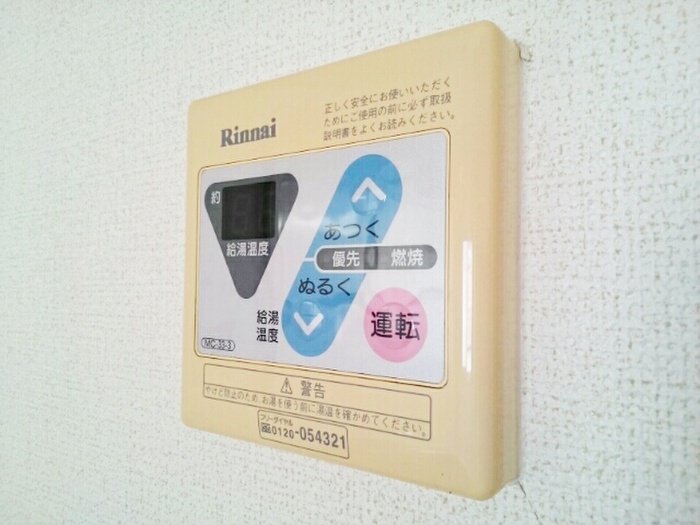 Rinnai
正しく安全にお使いいただく
ためにご使用の前に必ず取扱
説明書をよくお読みください。
約
給湯温度
あつく
優先 燃焼
ぬるく
給湯
温度
運転
MC-33-3
警告
やけど防止のため、お湯を使う前に湯温を確かめてください。
フリーダイヤル
0120-054321